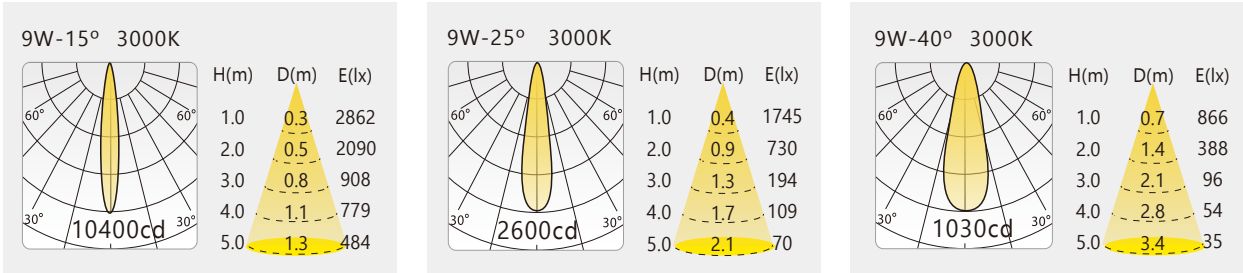 9W-15° 3000K
H(m) D(m) E(lx)
60° 60°
1.0 0.3 2862
2.0 0.5 2090
3.0 0.8 908
4.0 1.1 779
5.0 1.3 484
30° 30°
10400cd
9W-25° 3000K
H(m) D(m) E(lx)
60° 60°
1.0 0.4 1745
2.0 0.9 730
3.0 1.3 194
4.0 1.7 109
5.0 2.1 70
30° 30°
2600cd
9W-40° 3000K
H(m) D(m) E(lx)
60° 60°
1.0 0.7 866
2.0 1.4 388
3.0 2.1 96
4.0 2.8 54
5.0 3.4 35
30° 30°
1030cd